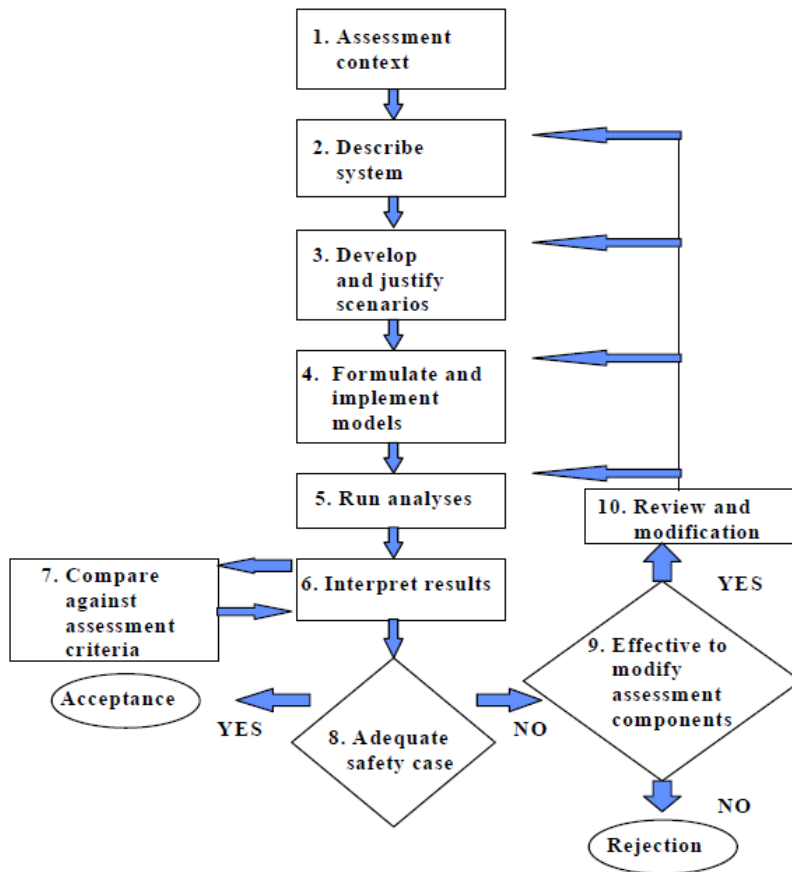 1. Assessment
context
2. Describe
system
3. Develop
and justify
scenarios
4. Formulate and
implement
models
5. Run analyses
10. Review and
modification
6. Interpret results
7. Compare
against
assessment
criteria
YES
9. Effective to
modify
assessment
components
Acceptance
YES
NO
8. Adequate
safety case
NO
Rejection